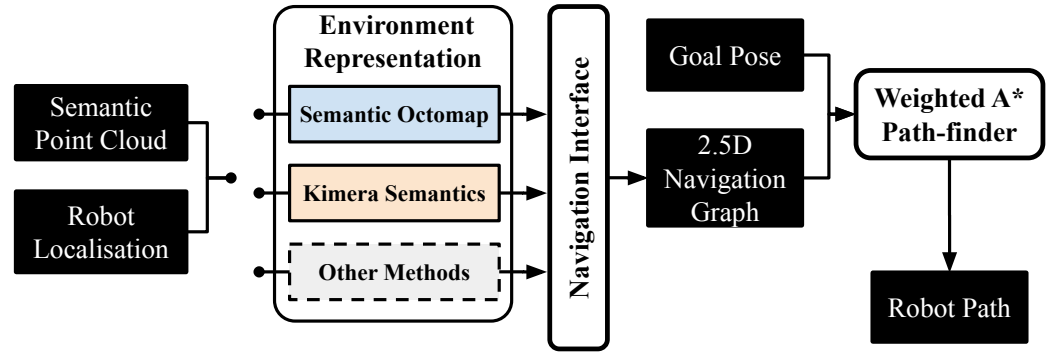 Semantic
Point Cloud
Robot
Localisation
Environment
Representation
Semantic Octomap
Kimera Semantics
Other Methods
Navigation Interface
Goal Pose
2.5D
Navigation
Graph
Weighted A*
Path-finder
Robot Path